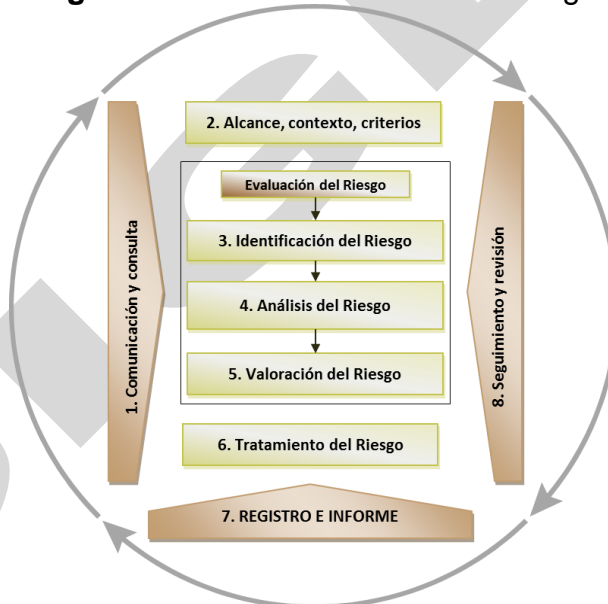 2. Alcance, contexto, criterios
Evaluación del Riesgo
3. Identificación del Riesgo
4. Análisis del Riesgo
5. Valoración del Riesgo
6. Tratamiento del Riesgo
7. REGISTRO E INFORME
1. Comunicación y consulta
8. Seguimiento y revisión